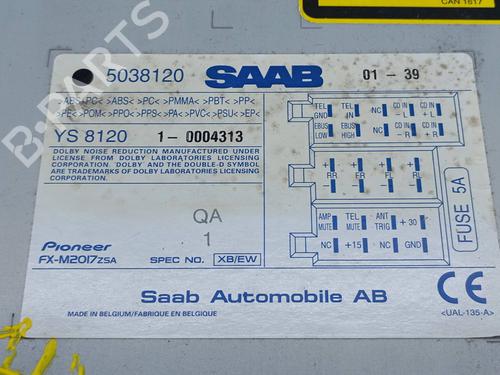 CAN 1617
5038120 SAAB 01 - 39
>ABS+PC< >ABS< >PC< >PMMA< >PBT< >PP<
>PE< >POM< >PPO< >PPS< >PA< >PVC< >PSU< >EP<
YS 8120 1-0004313
DOLBY NOISE REDUCTION MANUFACTURED UNDER
LICENSE FROM DOLBY LABORATORIES LICENSING
CORPORATION. DOLBY AND THE DOUBLE-D SYMBOL
ARE TRADEMARKS OF DOLBY LABORATORIES LICENSING
CORPORATION.
QA
1
Pioneer
FX-M2017ZSA SPEC NO. XB/EW
TEL GND TEL IN NC CD IN - L CD IN + L
EBUS LOW EBUS HIGH NC CD IN - R CD IN + R
+ + + +
RR ER FL RL
- - - -
AMP MUTE TEL MUTE ANT TRIG + 30
NC +15 NC GND
FUSE 5A
Saab Automobile AB
MADE IN BELGIUM/FABRIQUE EN BELGIQUE
CE
<UAL-135-A>
B-PARTS